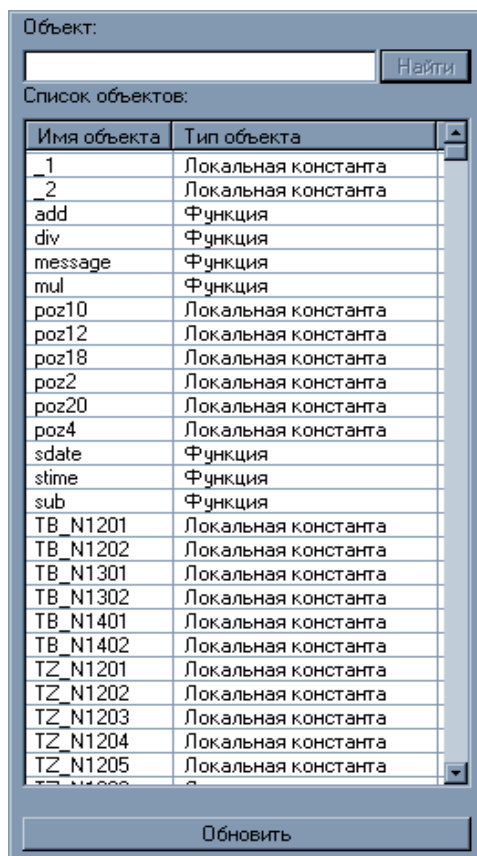 Объект:
Найти
Список объектов:
Имя объекта Тип объекта
_1 Локальная константа
_2 Локальная константа
add Функция
div Функция
message Функция
mul Функция
poz10 Локальная константа
poz12 Локальная константа
poz18 Локальная константа
poz2 Локальная константа
poz20 Локальная константа
poz4 Локальная константа
sdate Функция
stime Функция
sub Функция
TB_N1201 Локальная константа
TB_N1202 Локальная константа
TB_N1301 Локальная константа
TB_N1302 Локальная константа
TB_N1401 Локальная константа
TB_N1402 Локальная константа
TZ_N1201 Локальная константа
TZ_N1202 Локальная константа
TZ_N1203 Локальная константа
TZ_N1204 Локальная константа
TZ_N1205 Локальная константа
Обновить